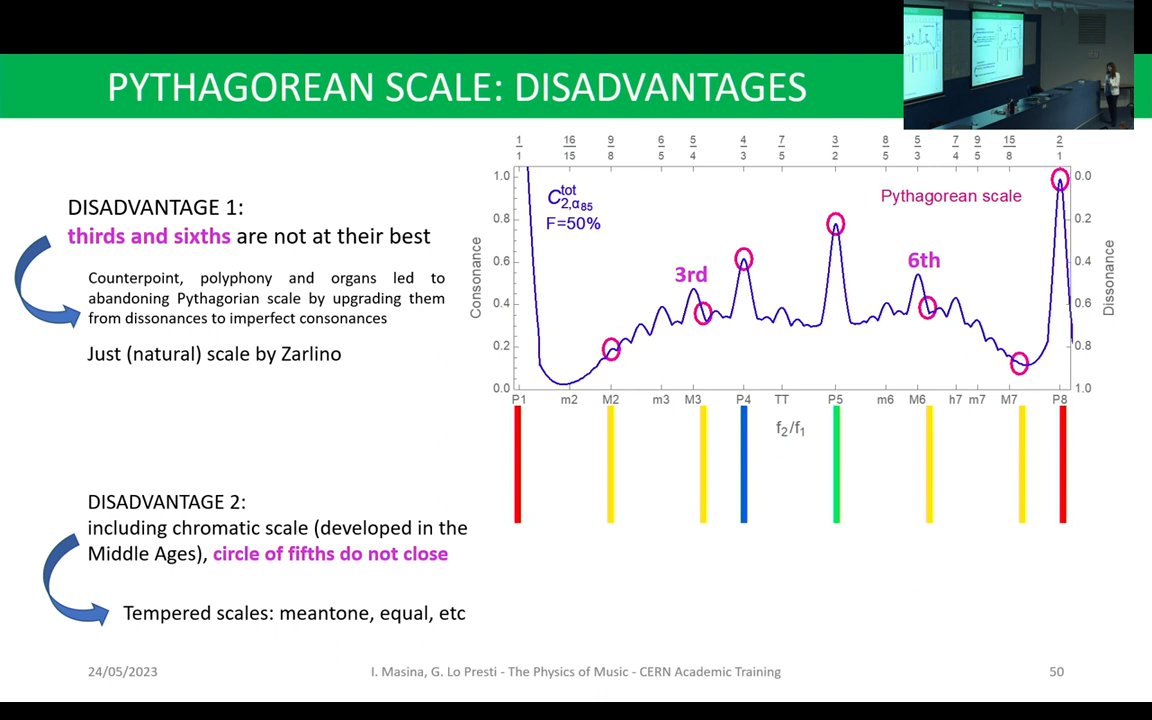 PYTHAGOREAN SCALE: DISADVANTAGES
DISADVANTAGE 1:
thirds and sixths are not at their best
Counterpoint, polyphony and organs led to
abandoning Pythagorian scale by upgrading them
from dissonances to imperfect consonances
Just (natural) scale by Zarlino
DISADVANTAGE 2:
including chromatic scale (developed in the
Middle Ages), circle of fifths do not close
Tempered scales: meantone, equal, etc
1/1 16/15 9/8 6/5 5/4 4/3 7/5 3/2 8/5 5/3 7/4 9/5 15/8 2/1
C tot 2,α85
F=50%
Pythagorean scale
3rd
6th
Consonance
1.0
0.8
0.6
0.4
0.2
0.0
Dissonance
0.0
0.2
0.4
0.6
0.8
1.0
P1 m2 M2 m3 M3 P4 TT P5 m6 M6 h7 m7 M7 P8
f2/f1
24/05/2023
I. Masina, G. Lo Presti - The Physics of Music - CERN Academic Training
50